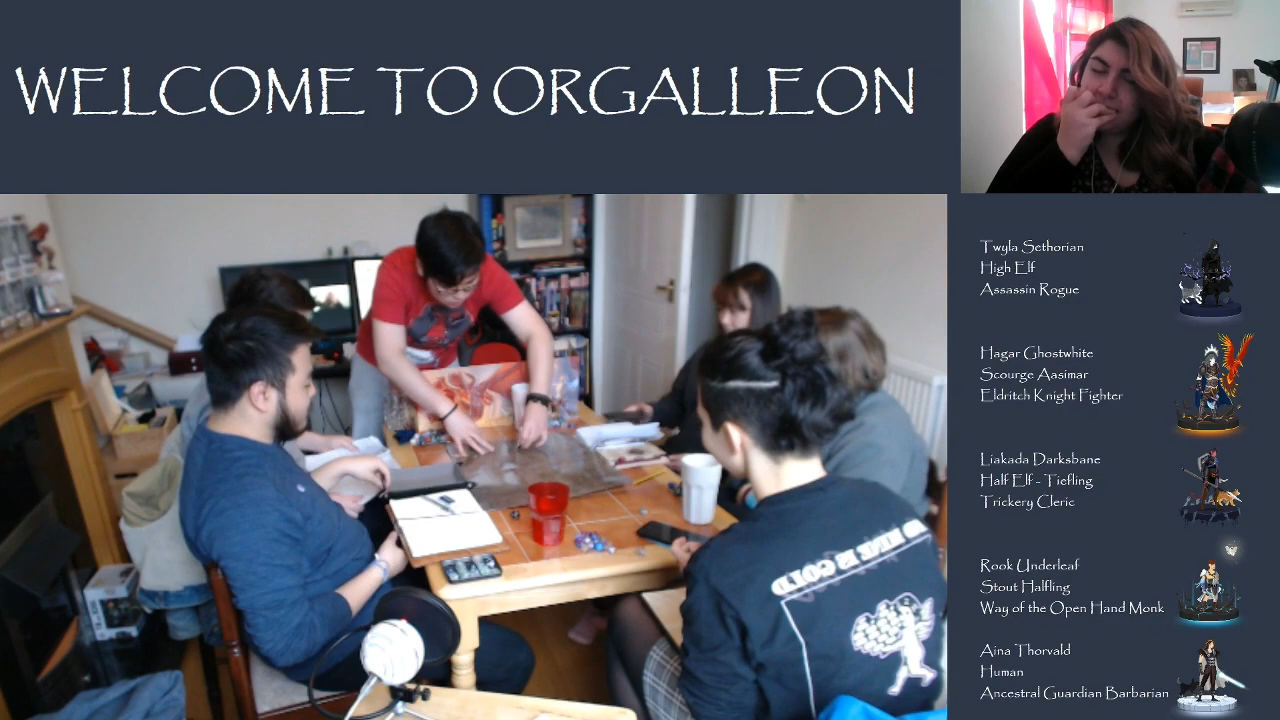 WELCOME TO ORGALLEON
Twyla Sethorian
High Elf
Assassin Rogue
Hagar Ghostwhite
Scourge Aasimar
Eldritch Knight Fighter
Liakada Darksbane
Half Elf - Tiefling
Trickery Cleric
Rook Underleaf
Stout Halfling
Way of the Open Hand Monk
Aina Thorvald
Human
Ancestral Guardian Barbarian